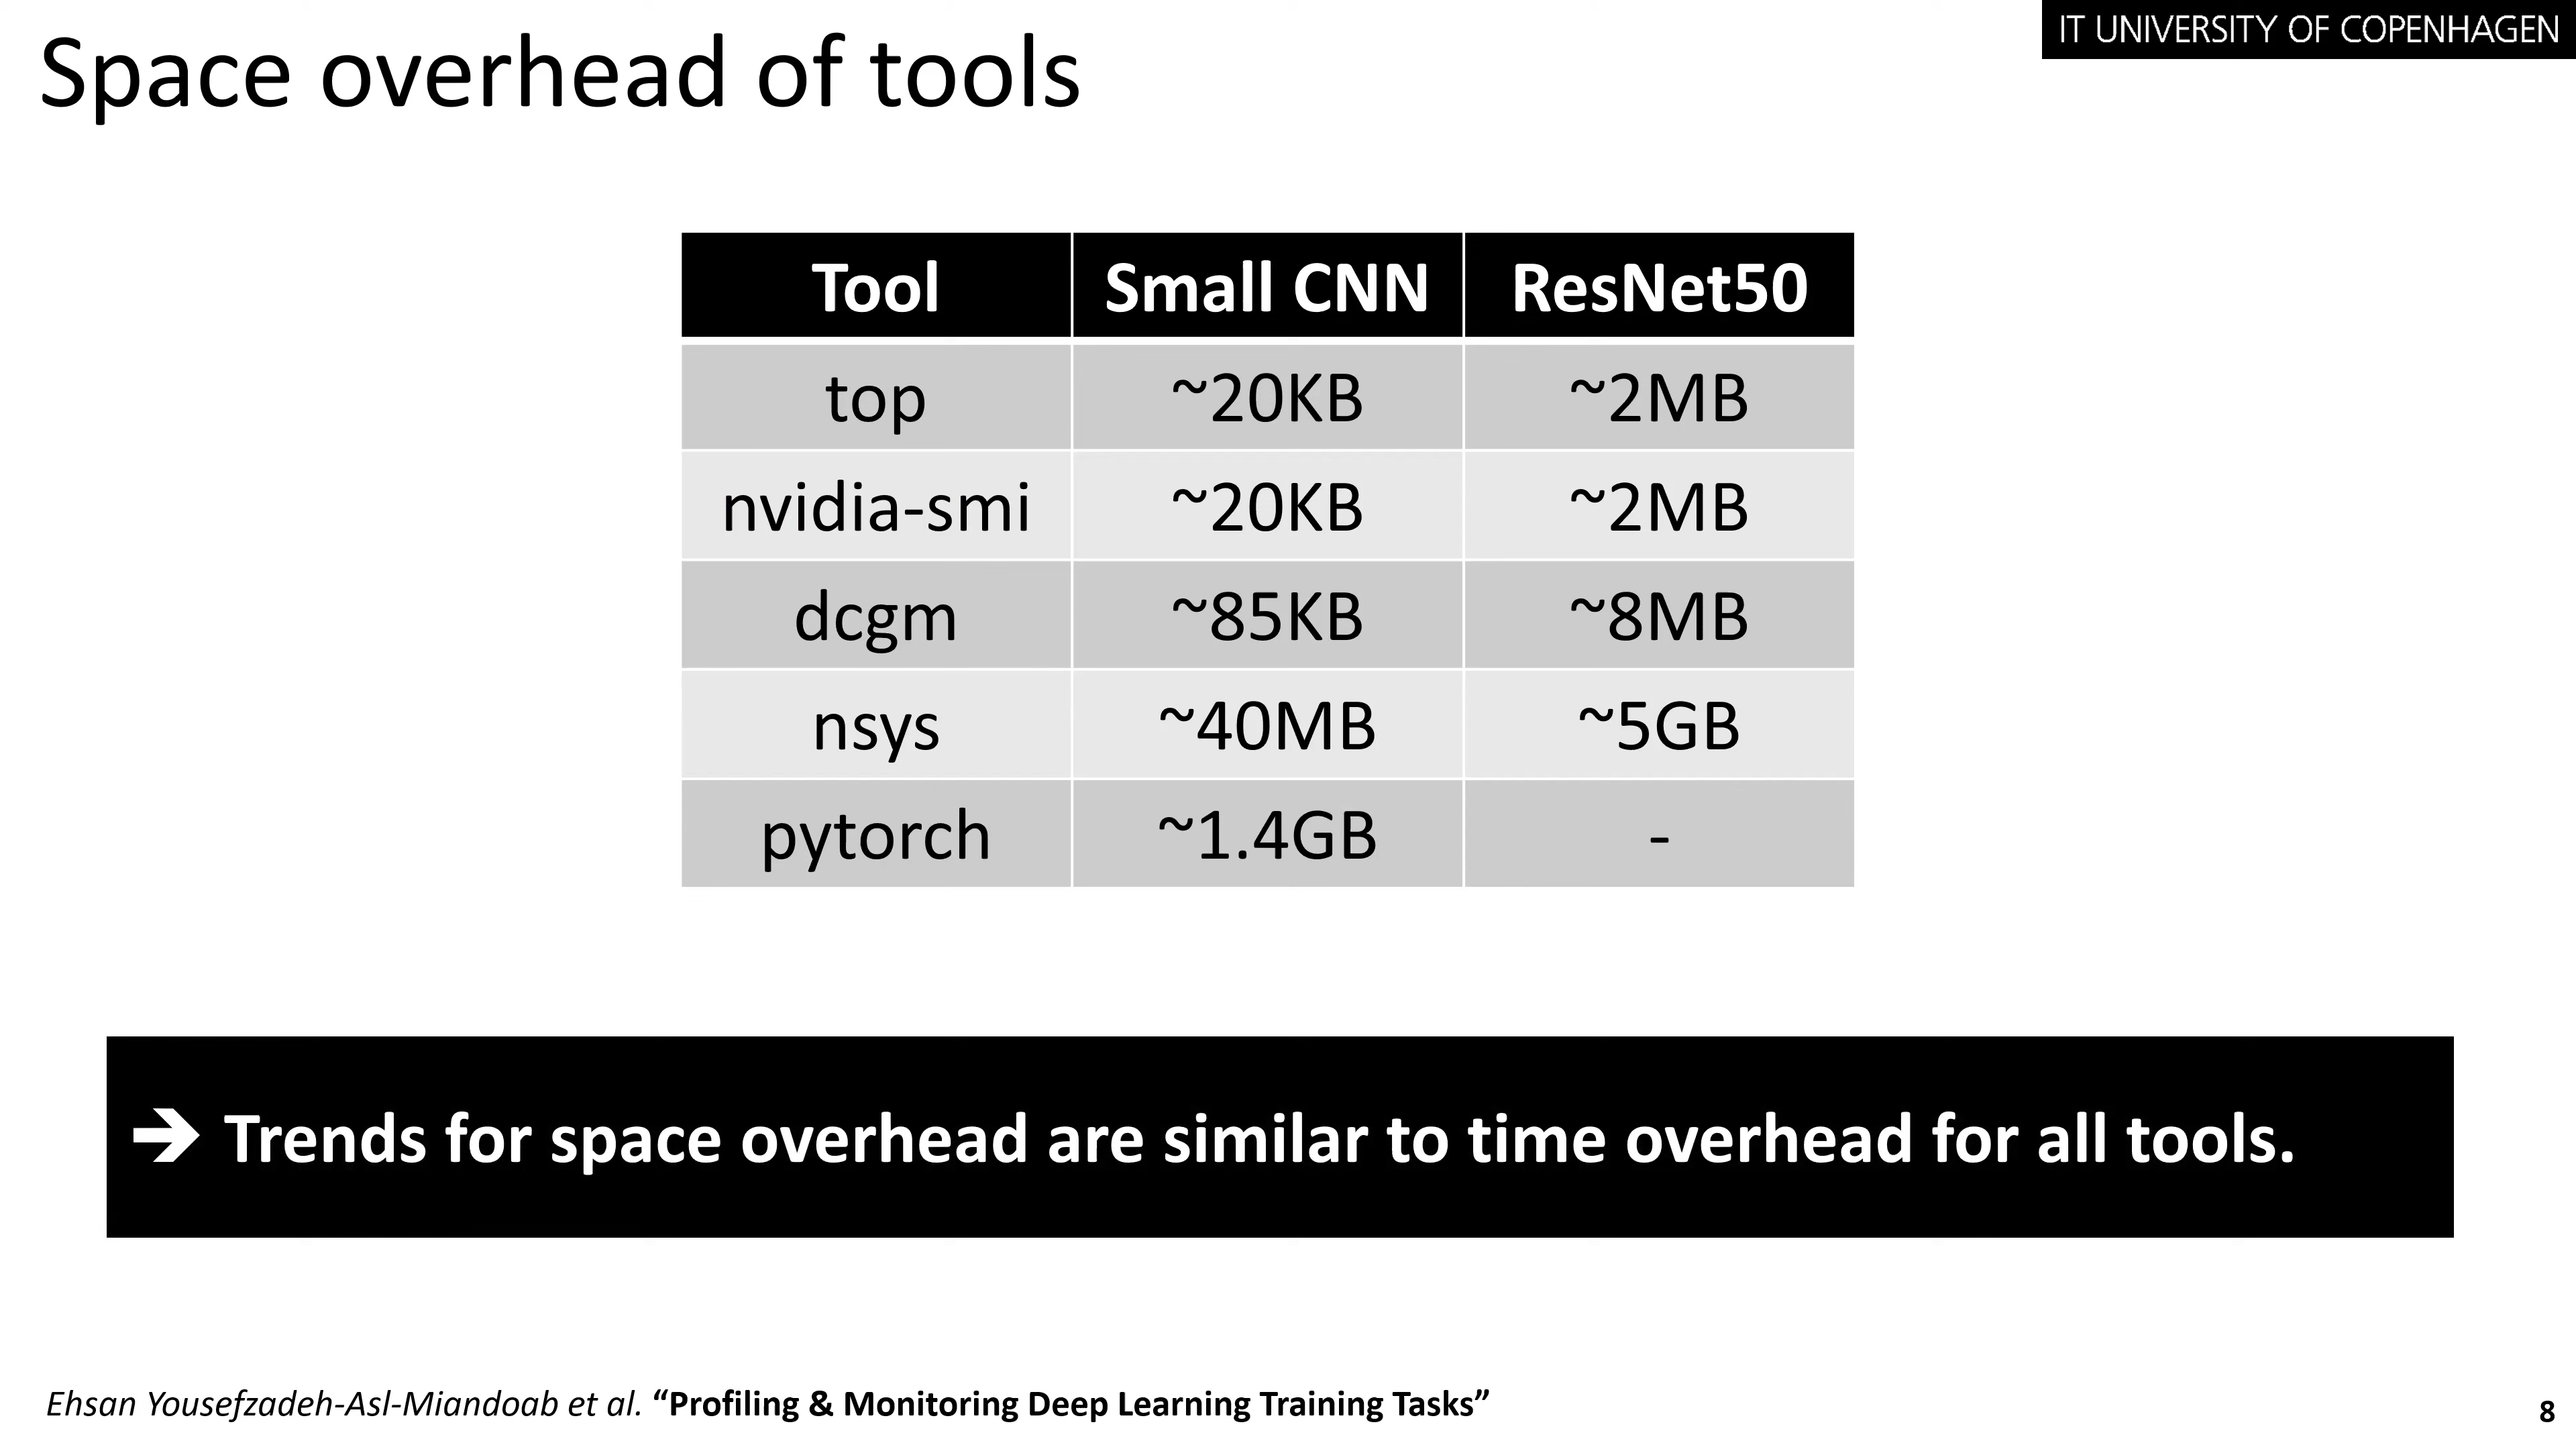 Space overhead of tools
IT UNIVERSITY OF COPENHAGEN
Tool Small CNN ResNet50
top ~20KB ~2MB
nvidia-smi ~20KB ~2MB
dcgm ~85KB ~8MB
nsys ~40MB ~5GB
pytorch ~1.4GB -
➔ Trends for space overhead are similar to time overhead for all tools.
Ehsan Yousefzadeh-Asl-Miandoab et al. “Profiling & Monitoring Deep Learning Training Tasks”
8